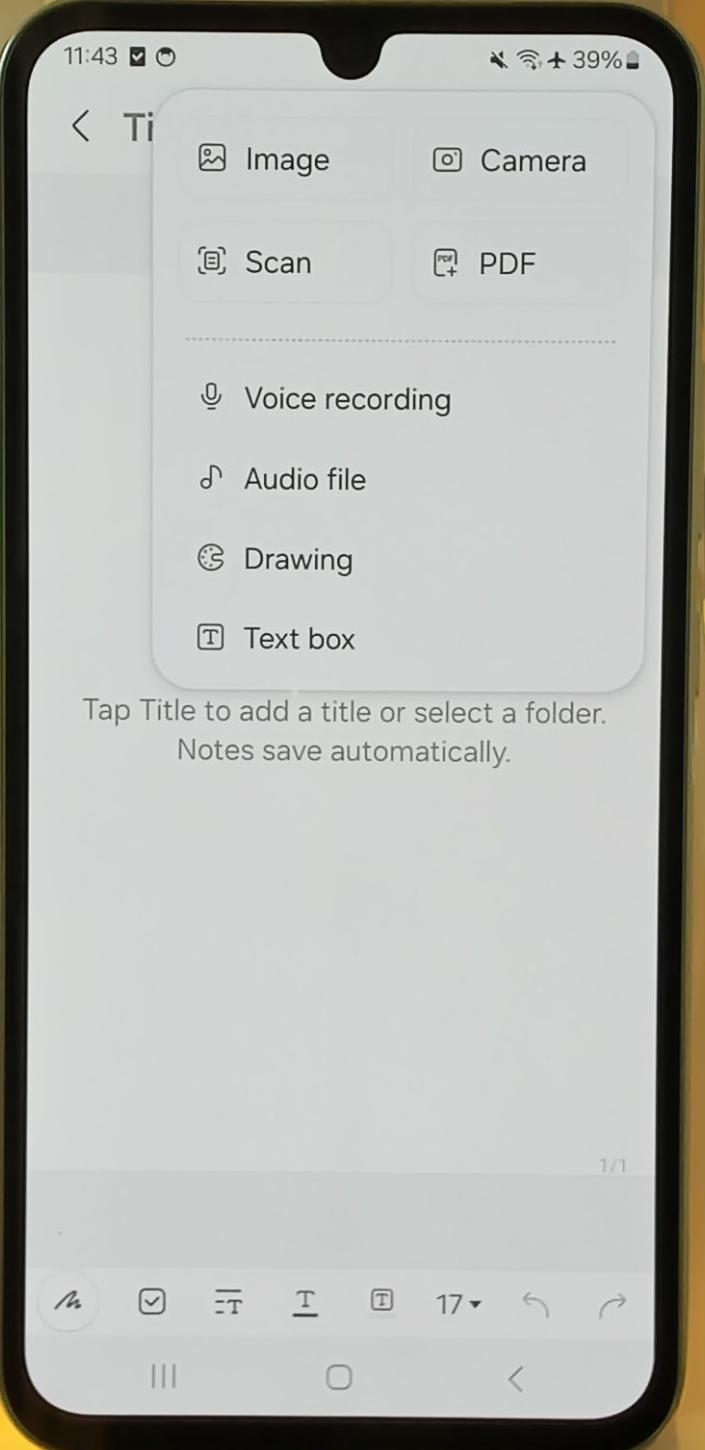 11:43 39%
Ti
Image Camera
Scan PDF
Voice recording
Audio file
Drawing
Text box
Tap Title to add a title or select a folder.
Notes save automatically.
1/1
17